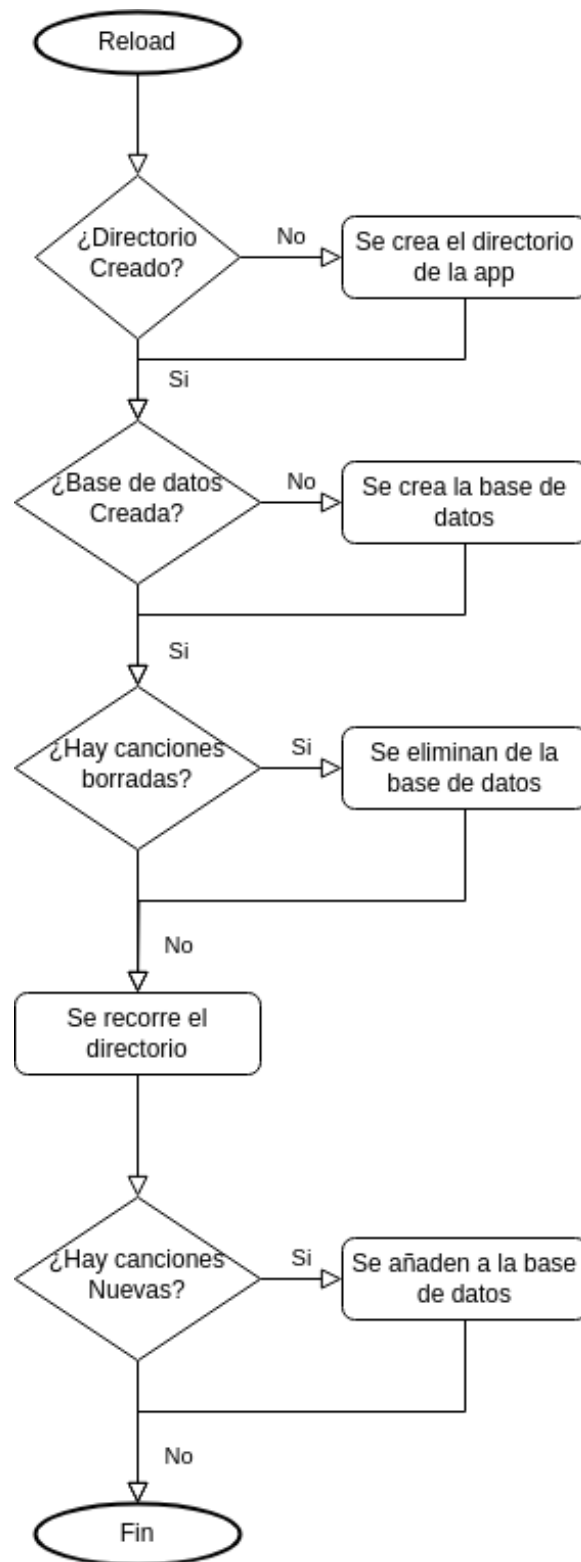 Reload
¿Directorio
Creado?
No
Se crea el directorio
de la app
Si
¿Base de datos
Creada?
No
Se crea la base de
datos
Si
¿Hay canciones
borradas?
Si
Se eliminan de la
base de datos
No
Se recorre el
directorio
¿Hay canciones
Nuevas?
Si
Se añaden a la base
de datos
No
Fin